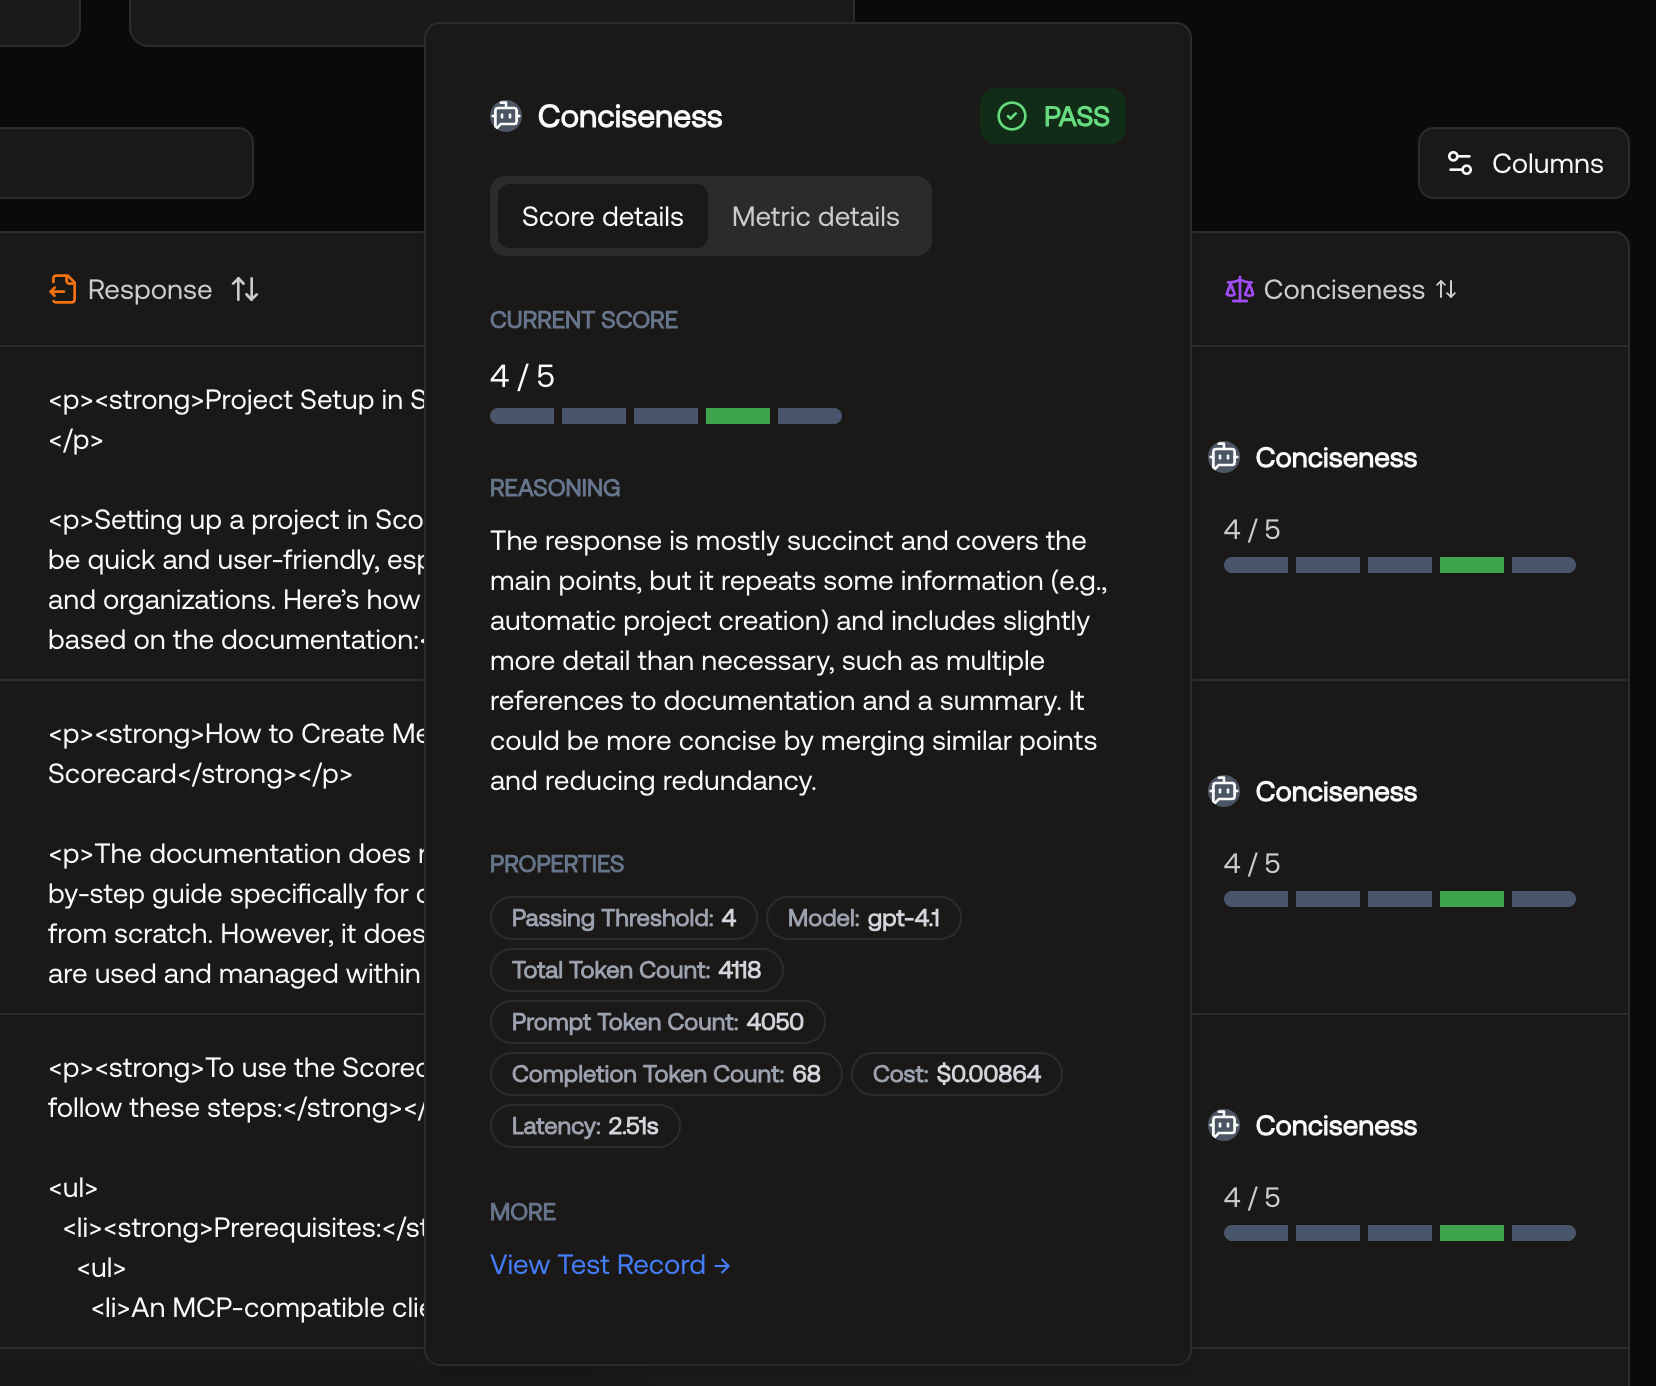 Conciseness
PASS
Score details
Metric details
CURRENT SCORE
4 / 5
REASONING
The response is mostly succinct and covers the
main points, but it repeats some information (e.g.,
automatic project creation) and includes slightly
more detail than necessary, such as multiple
references to documentation and a summary. It
could be more concise by merging similar points
and reducing redundancy.
PROPERTIES
Passing Threshold: 4
Model: gpt-4.1
Total Token Count: 4118
Prompt Token Count: 4050
Completion Token Count: 68
Cost: $0.00864
Latency: 2.51s
MORE
View Test Record →
Columns
Response
Conciseness
<p><strong>Project Setup in S
</p>
<p>Setting up a project in Sco
be quick and user-friendly, esp
and organizations. Here’s how
based on the documentation:<
Conciseness
4 / 5
<p><strong>How to Create Me
Scorecard</strong></p>
<p>The documentation does
by-step guide specifically for
from scratch. However, it does
are used and managed within
Conciseness
4 / 5
<p><strong>To use the Scorec
follow these steps:</strong></
<ul>
<li><strong>Prerequisites:</st
<ul>
<li>An MCP-compatible clie
Conciseness
4 / 5